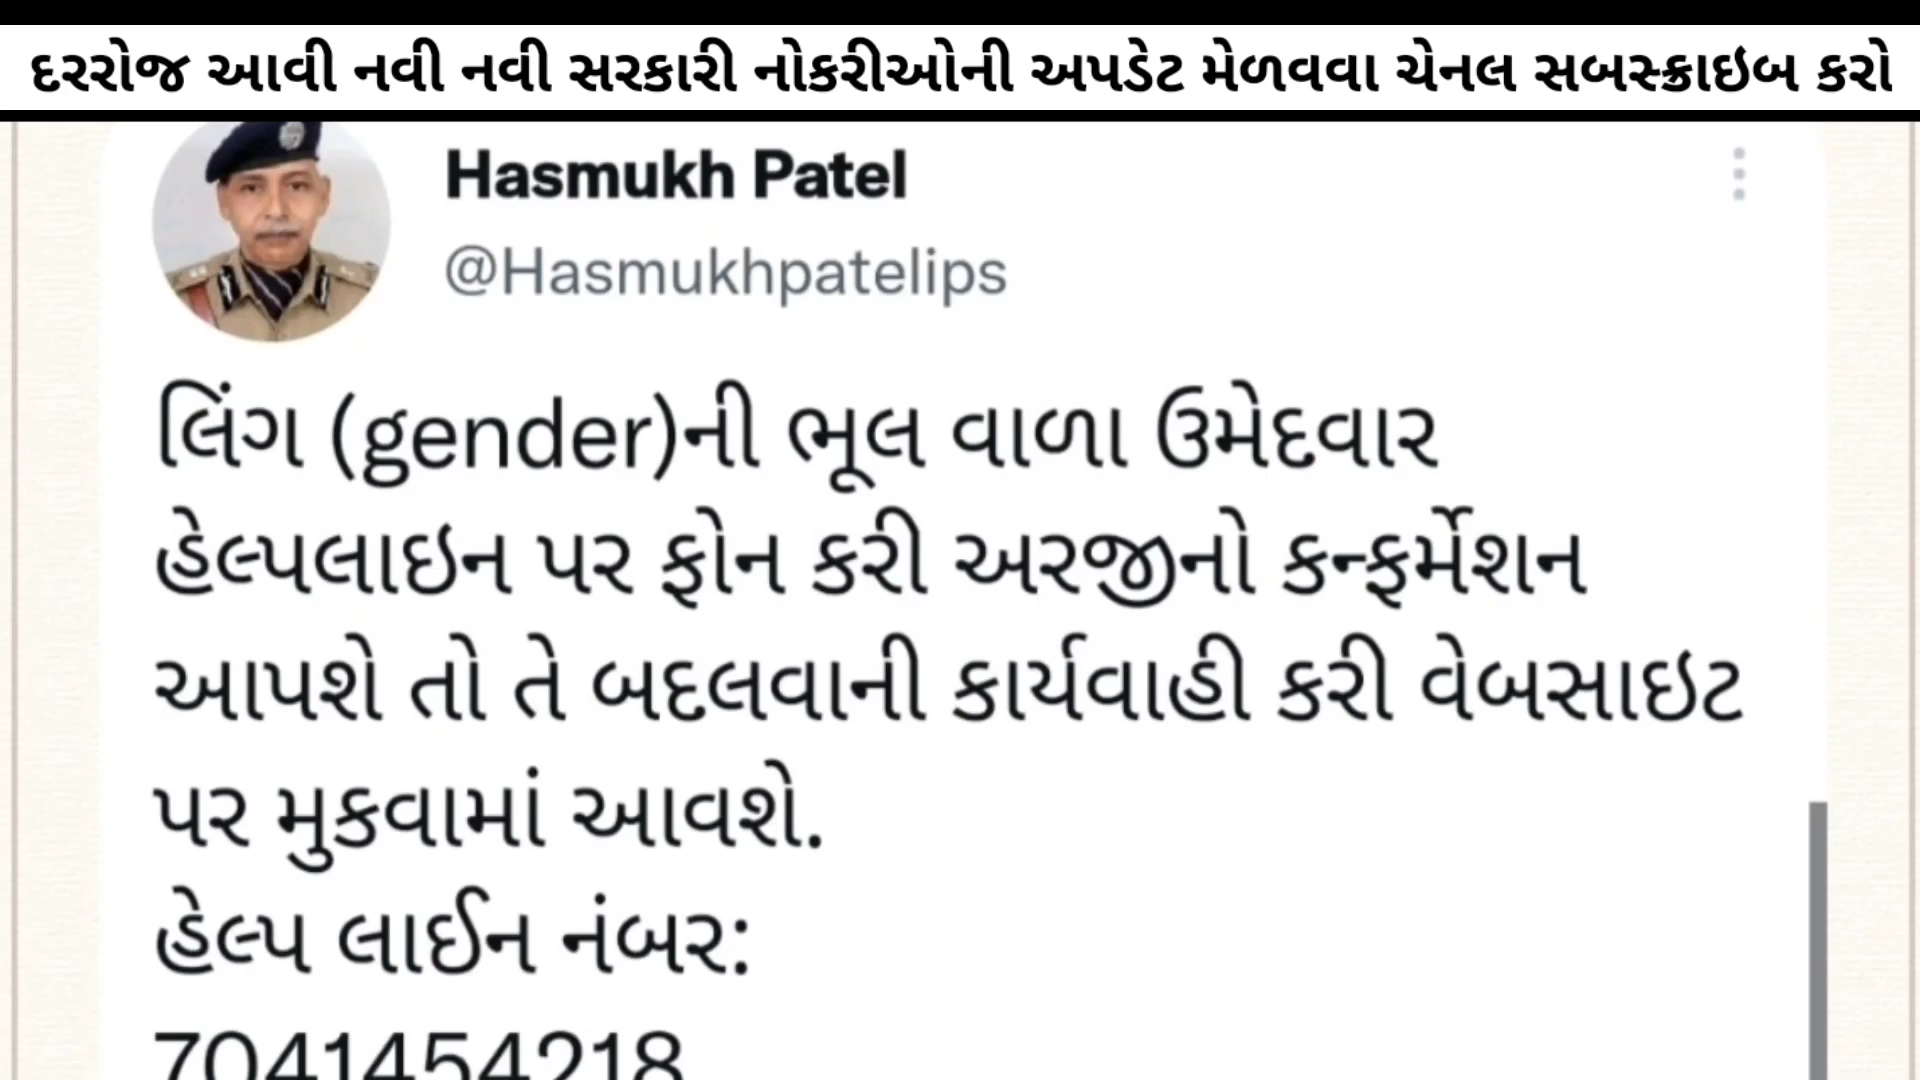 દરરોજ આવી નવી નવી સરકારી નોકરીઓની અપડેટ મેળવવા ચેનલ સબસ્ક્રાઇબ કરો
Hasmukh Patel
@Hasmukhpatelips
લિંગ (gender)ની ભૂલ વાળા ઉમેદવાર
હેલ્પલાઇન પર ફોન કરી અરજીનો કન્ફર્મેશન
આપશે તો તે બદલવાની કાર્યવાહી કરી વેબસાઇટ
પર મુકવામાં આવશે.
હેલ્પ લાઈન નંબર:
7041454218